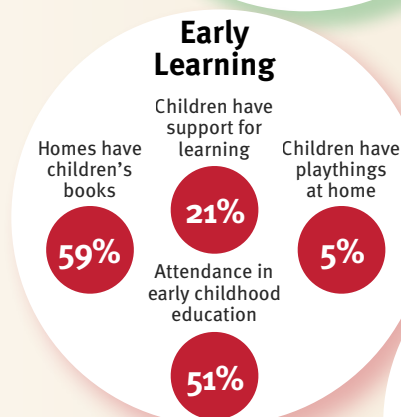 Early
Learning
Children have
support for
learning
21%
Homes have
children's
books
59%
Children have
playthings
at home
5%
Attendance in
early childhood
education
51%